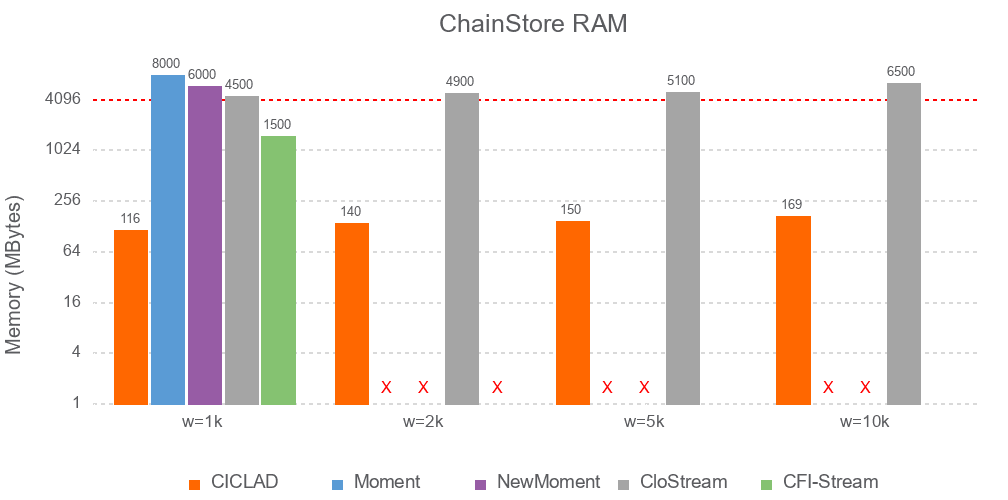 ChainStore RAM
Memory (MBytes)
4096
1024
256
64
16
4
1
116
8000
6000
4500
1500
140
X
X
4900
X
150
X
X
5100
169
X
X
6500
w=1k
w=2k
w=5k
w=10k
CICLAD
Moment
NewMoment
CloStream
CFI-Stream